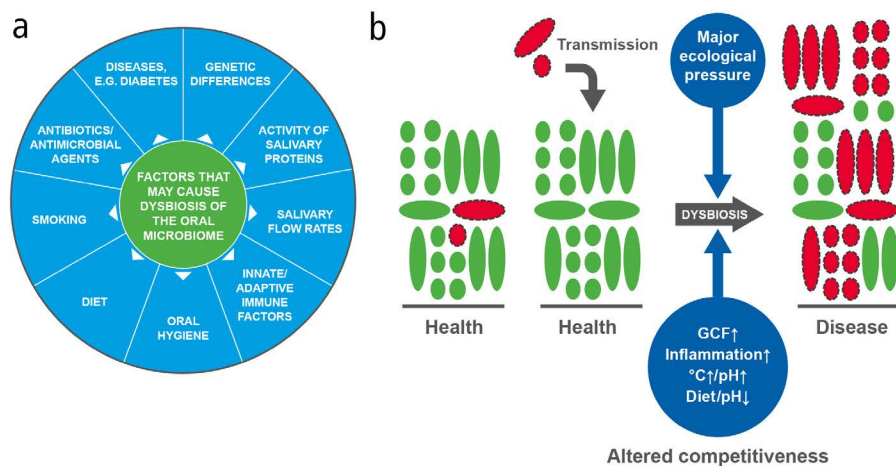 a
DISEASES,
E.G. DIABETES
GENETIC
DIFFERENCES
ACTIVITY OF
SALIVARY
PROTEINS
SALIVARY
FLOW RATES
INNATE/
ADAPTIVE
IMMUNE
FACTORS
ORAL
HYGIENE
DIET
SMOKING
ANTIBIOTICS/
ANTIMICROBIAL
AGENTS
FACTORS THAT
MAY CAUSE
DYSBIOSIS OF
THE ORAL
MICROBIOME
b
Transmission
Major
ecological
pressure
DYSBIOSIS
Health
Health
Disease
GCF↑
Inflammation↑
°C↑/pH↑
Diet/pH↓
Altered competitiveness